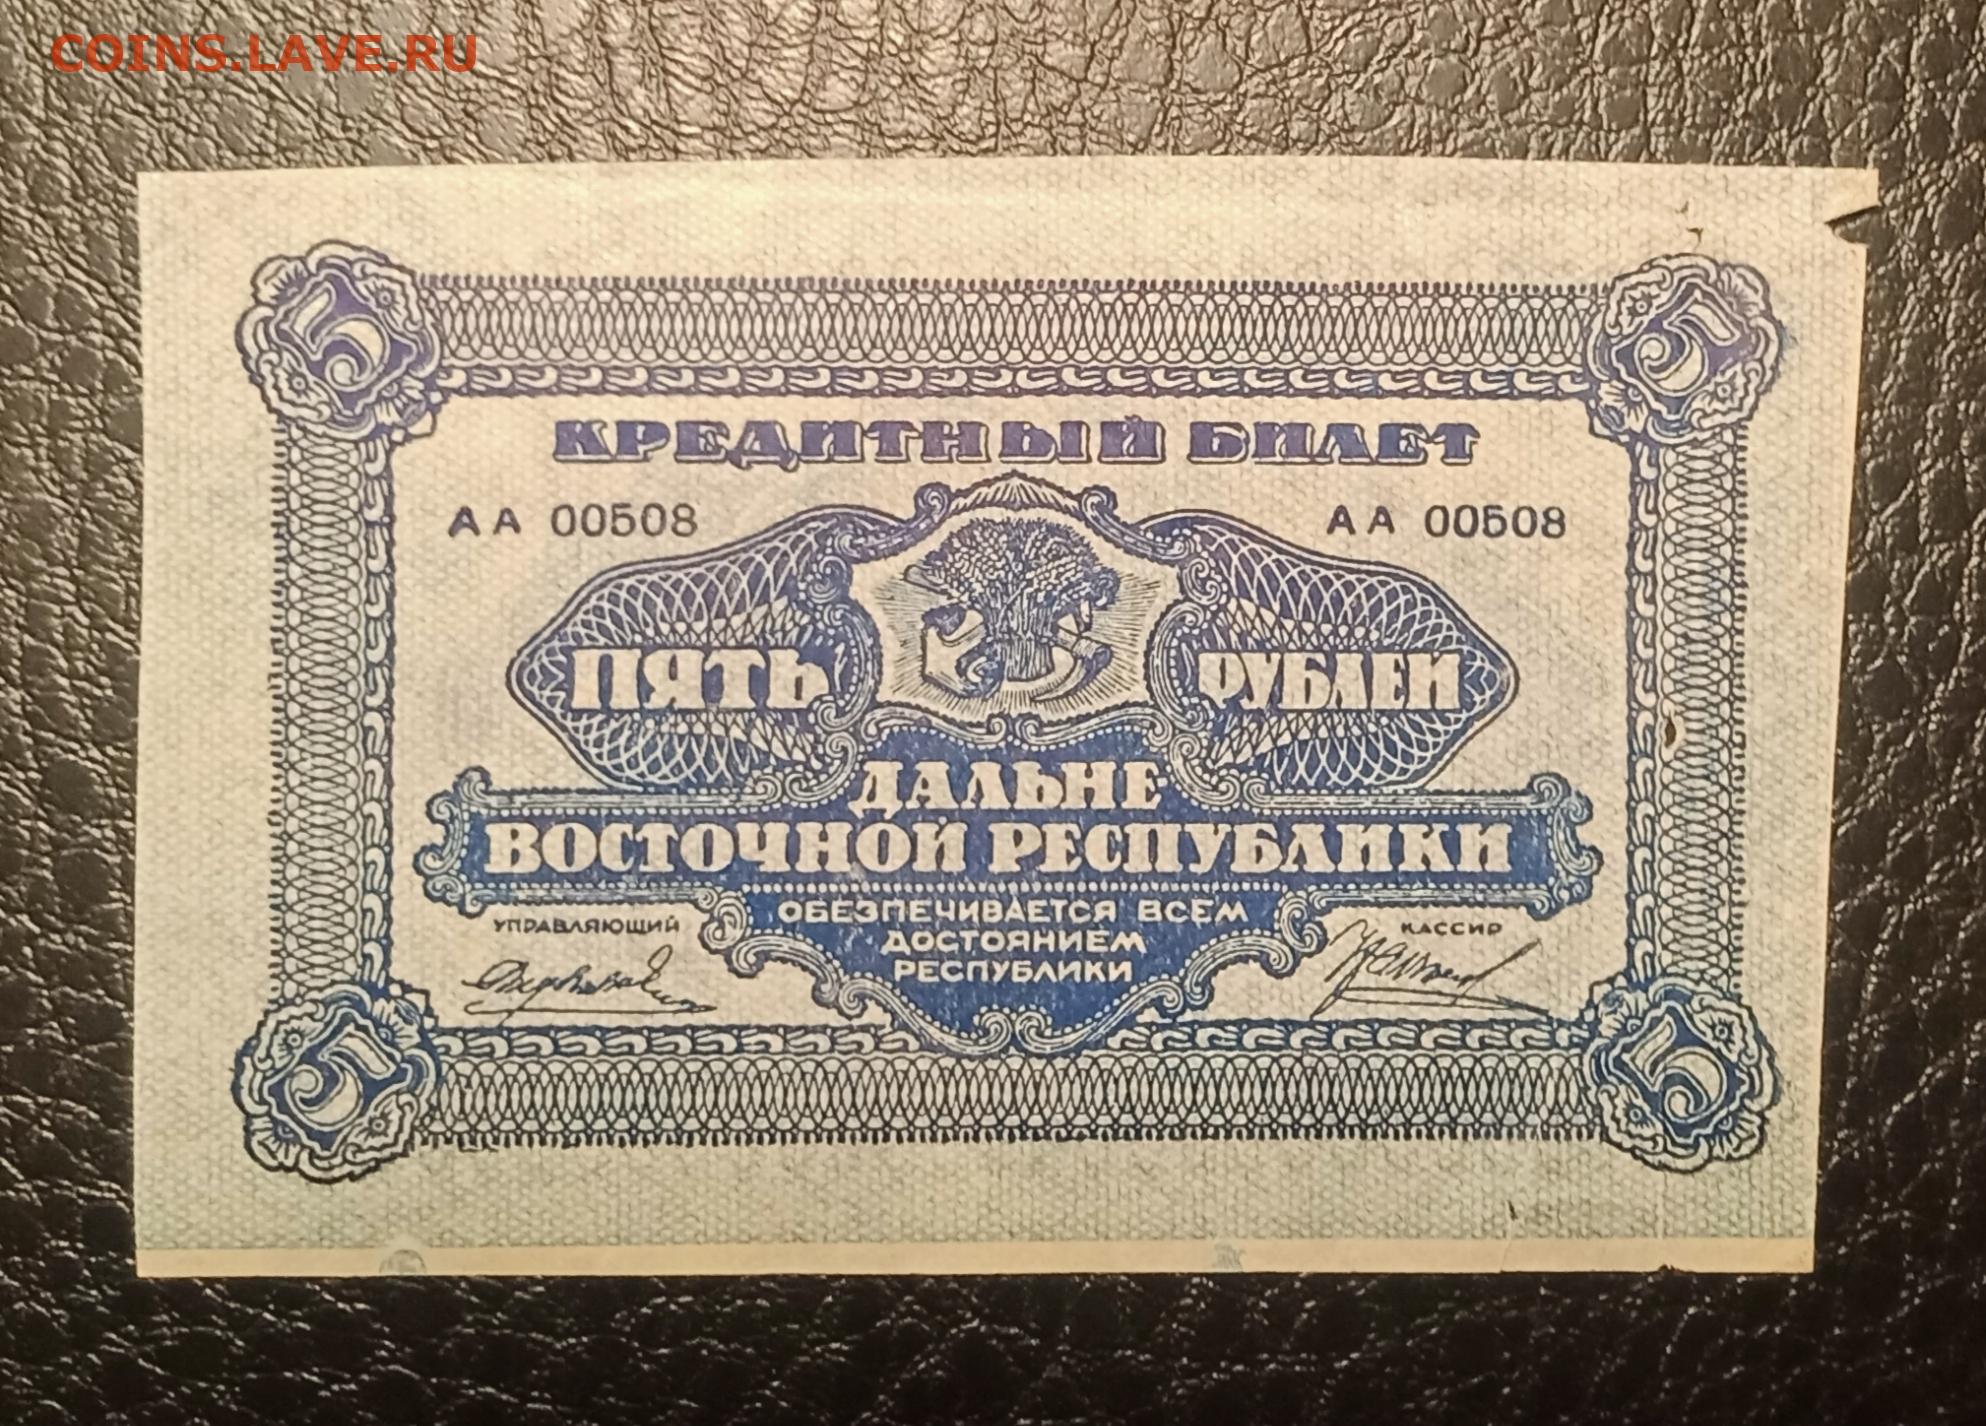 COINS.LAVE.RU
5 5
КРЕДИТНЫЙ БИЛЕТ
АА 00508 АА 00508
ПЯТЬ РУБЛЕЙ
ДАЛЬНЕ
ВОСТОЧНОЙ РЕСПУБЛИКИ
ОБЕЗПЕЧИВАЕТСЯ ВСЕМ
ДОСТОЯНИЕМ
РЕСПУБЛИКИ
УПРАВЛЯЮЩИЙ
КАССИР
5 5